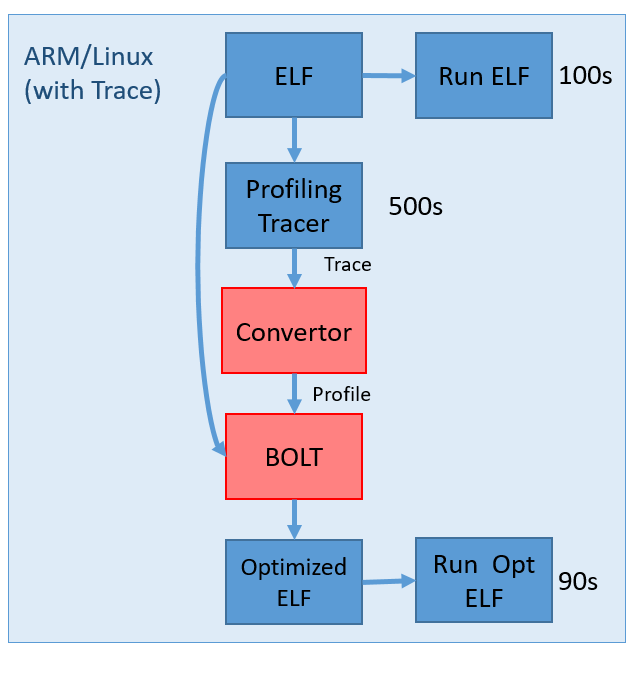 ARM/Linux
(with Trace)
ELF
Run ELF
100s
Profiling
Tracer
500s
Trace
Convertor
Profile
BOLT
Optimized
ELF
Run Opt
ELF
90s